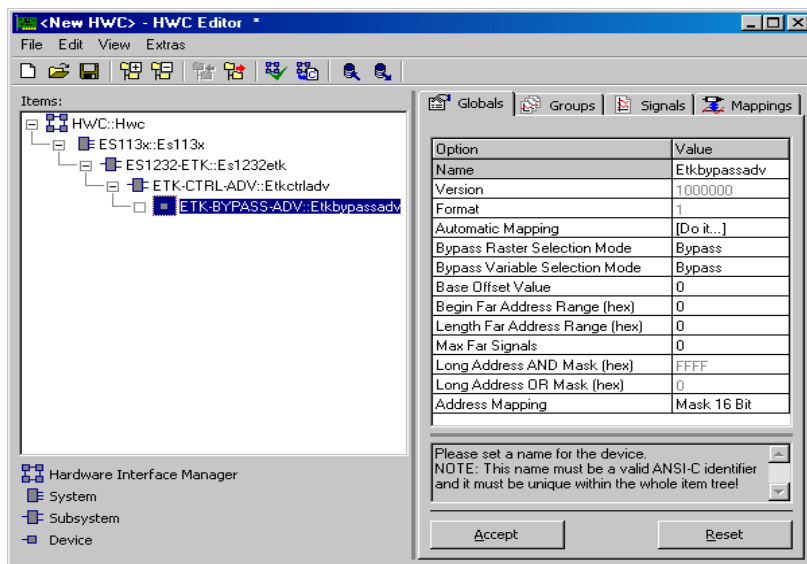 <New HWC> - HWC Editor *
File Edit View Extras
Items:
HWC::Hwc
ES113x::Es113x
ES1232-ETK::Es1232etk
ETK-CTRL-ADV::Etkctrladv
ETK-BYPASS-ADV::Etkbypassadv
Hardware Interface Manager
System
Subsystem
Device
Globals Groups Signals Mappings
Option Value
Name Etkbypassadv
Version 1000000
Format 1
Automatic Mapping [Do it...]
Bypass Raster Selection Mode Bypass
Bypass Variable Selection Mode Bypass
Base Offset Value 0
Begin Far Address Range (hex) 0
Length Far Address Range (hex) 0
Max Far Signals 0
Long Address AND Mask (hex) FFFF
Long Address OR Mask (hex) 0
Address Mapping Mask 16 Bit
Please set a name for the device.
NOTE: This name must be a valid ANSI-C identifier
and it must be unique within the whole item tree!
Accept Reset